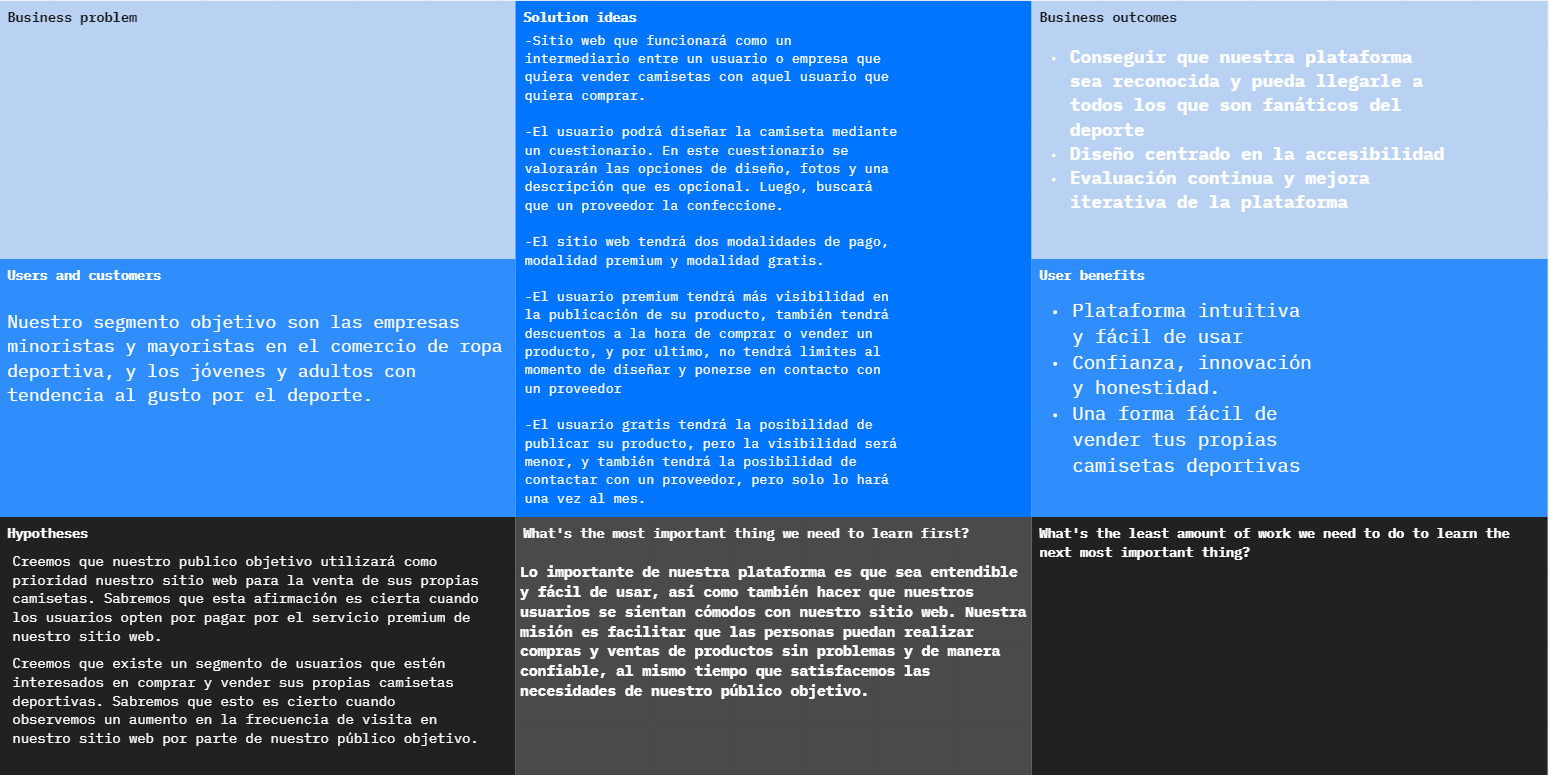 Business problem
Solution ideas
-Sitio web que funcionará como un
intermediario entre un usuario o empresa que
quiera vender camisetas con aquel usuario que
quiera comprar.
-El usuario podrá diseñar la camiseta mediante
un cuestionario. En este cuestionario se
valorarán las opciones de diseño, fotos y una
descripción que es opcional. Luego, buscará
que un proveedor la confeccione.
-El sitio web tendrá dos modalidades de pago,
modalidad premium y modalidad gratis.
-El usuario premium tendrá más visibilidad en
la publicación de su producto, también tendrá
descuentos a la hora de comprar o vender un
producto, y por ultimo, no tendrá limites al
momento de diseñar y ponerse en contacto con
un proveedor
-El usuario gratis tendrá la posibilidad de
publicar su producto, pero la visibilidad será
menor, y también tendrá la posibilidad de
contactar con un proveedor, pero solo lo hará
una vez al mes.
Business outcomes
• Conseguir que nuestra plataforma
sea reconocida y pueda llegarle a
todos los que son fanáticos del
deporte
• Diseño centrado en la accesibilidad
• Evaluación continua y mejora
iterativa de la plataforma
Users and customers
Nuestro segmento objetivo son las empresas
minoristas y mayoristas en el comercio de ropa
deportiva, y los jóvenes y adultos con
tendencia al gusto por el deporte.
User benefits
• Plataforma intuitiva
y fácil de usar
• Confianza, innovación
y honestidad.
• Una forma fácil de
vender tus propias
camisetas deportivas
Hypotheses
Creemos que nuestro publico objetivo utilizará como
prioridad nuestro sitio web para la venta de sus propias
camisetas. Sabremos que esta afirmación es cierta cuando
los usuarios opten por pagar por el servicio premium de
nuestro sitio web.
Creemos que existe un segmento de usuarios que estén
interesados en comprar y vender sus propias camisetas
deportivas. Sabremos que esto es cierto cuando
observemos un aumento en la frecuencia de visita en
nuestro sitio web por parte de nuestro público objetivo.
What's the most important thing we need to learn first?
Lo importante de nuestra plataforma es que sea entendible
y fácil de usar, así como también hacer que nuestros
usuarios se sientan cómodos con nuestro sitio web. Nuestra
misión es facilitar que las personas puedan realizar
compras y ventas de productos sin problemas y de manera
confiable, al mismo tiempo que satisfacemos las
necesidades de nuestro público objetivo.
What's the least amount of work we need to do to learn the
next most important thing?